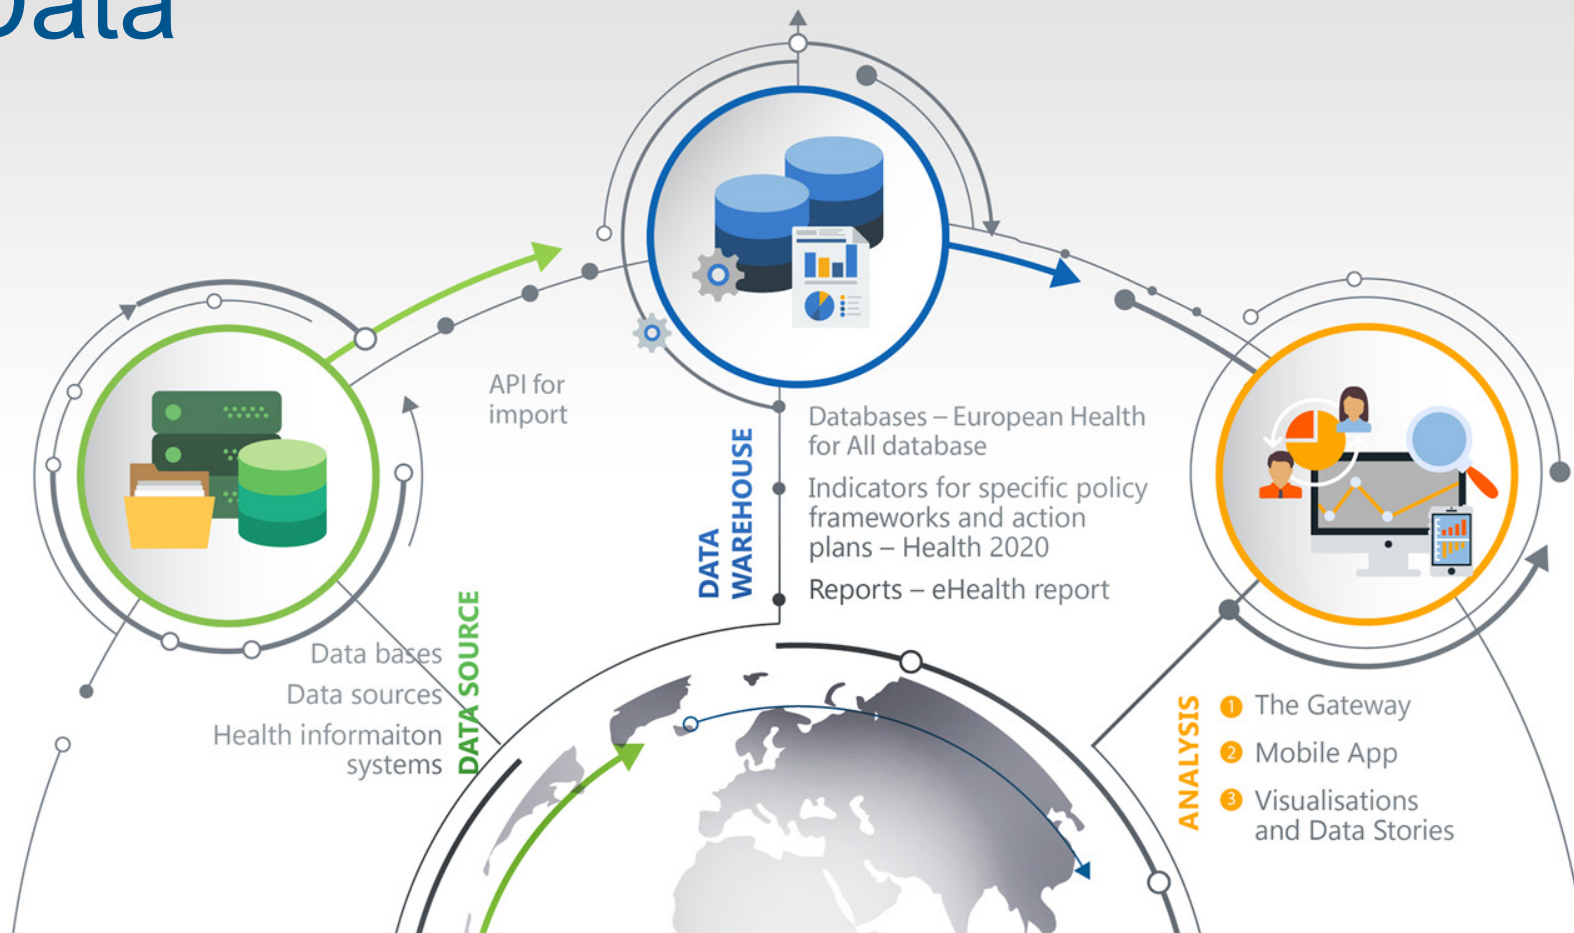 Data
API for
import
Databases – European Health
for All database
Indicators for specific policy
frameworks and action
plans – Health 2020
Reports – eHealth report
DATA
WAREHOUSE
Data bases
Data sources
Health informaiton
systems
DATA SOURCE
ANALYSIS
1 The Gateway
2 Mobile App
3 Visualisations
and Data Stories